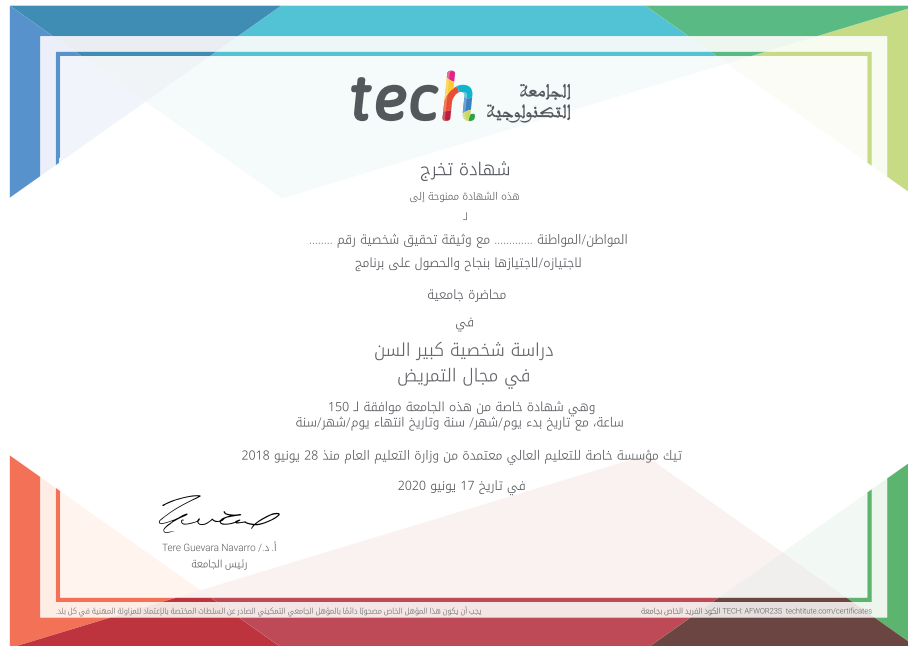 tech الجامعة
التكنولوجية
شهادة تخرج
هذه الشهادة ممنوحة إلى
لـ
المواطن/المواطنة ............. مع وثيقة تحقيق شخصية رقم ........
لاجتيازه/لاجتيازها بنجاح والحصول على برنامج
محاضرة جامعية
في
دراسة شخصية كبير السن
في مجال التمريض
وهي شهادة خاصة من هذه الجامعة موافقة لـ 150
ساعة، مع تاريخ بدء يوم/شهر/ سنة وتاريخ انتهاء يوم/شهر/سنة
تيك مؤسسة خاصة للتعليم العالي معتمدة من وزارة التعليم العام منذ 28 يونيو 2018
في تاريخ 17 يونيو 2020
أ. د./ Tere Guevara Navarro
رئيس الجامعة
يجب أن يكون هذا المؤهل الخاص مصحوبًا دائمًا بالمؤهل الجامعي التمكيني الصادر عن السلطات المختصة بالإعتماد للمزاولة المهنية في كل بلد.
الكود الفريد الخاص بجامعة TECH: AFWOR23S techtitute.com/certificates